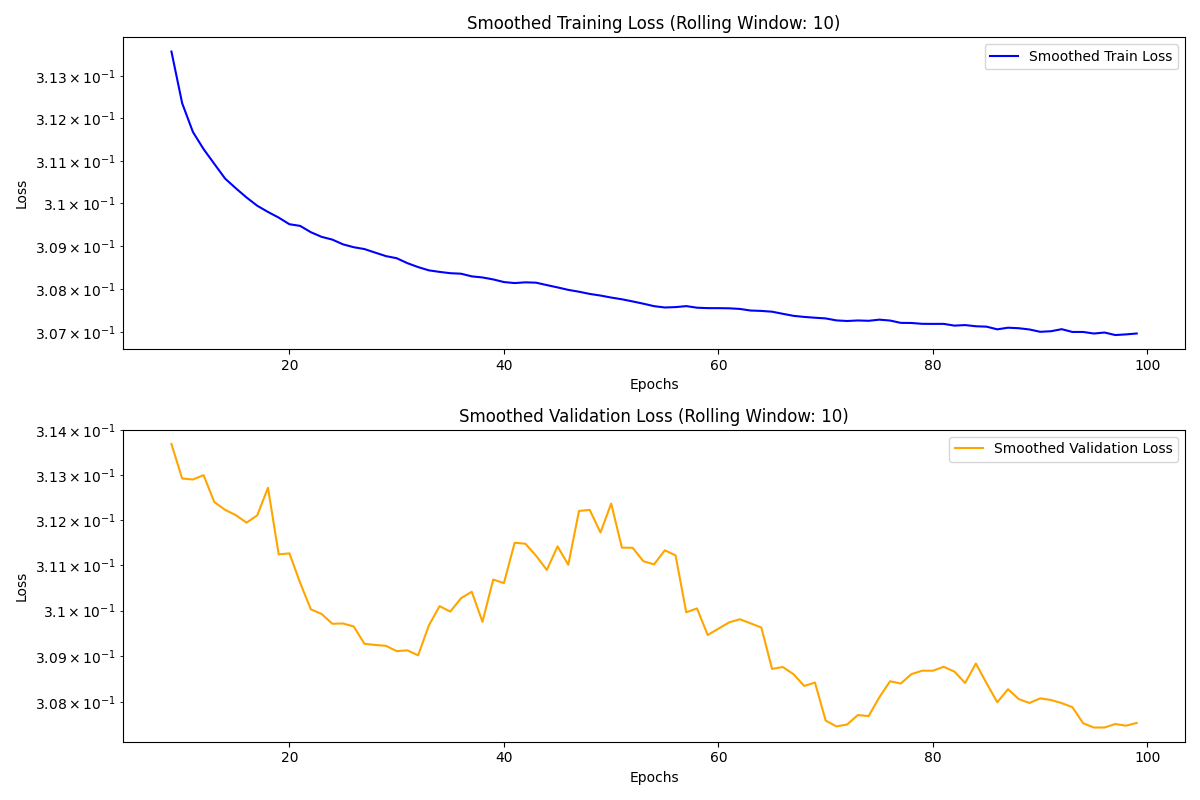 Smoothed Training Loss (Rolling Window: 10)
Smoothed Train Loss
3.13 × 10⁻¹
3.12 × 10⁻¹
3.11 × 10⁻¹
3.1 × 10⁻¹
3.09 × 10⁻¹
3.08 × 10⁻¹
3.07 × 10⁻¹
Loss
20 40 60 80 100
Epochs
Smoothed Validation Loss (Rolling Window: 10)
Smoothed Validation Loss
3.14 × 10⁻¹
3.13 × 10⁻¹
3.12 × 10⁻¹
3.11 × 10⁻¹
3.1 × 10⁻¹
3.09 × 10⁻¹
3.08 × 10⁻¹
Loss
20 40 60 80 100
Epochs